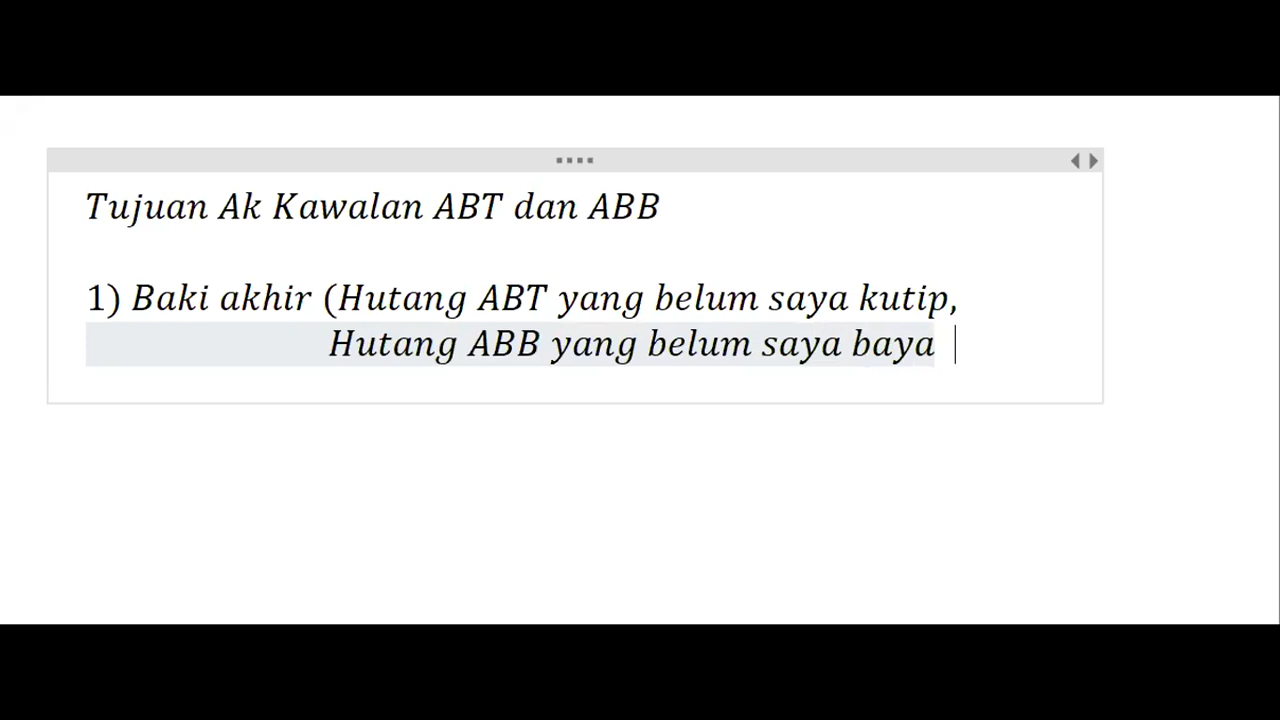 Tujuan Ak Kawalan ABT dan ABB
1) Baki akhir (Hutang ABT yang belum saya kutip,
Hutang ABB yang belum saya baya